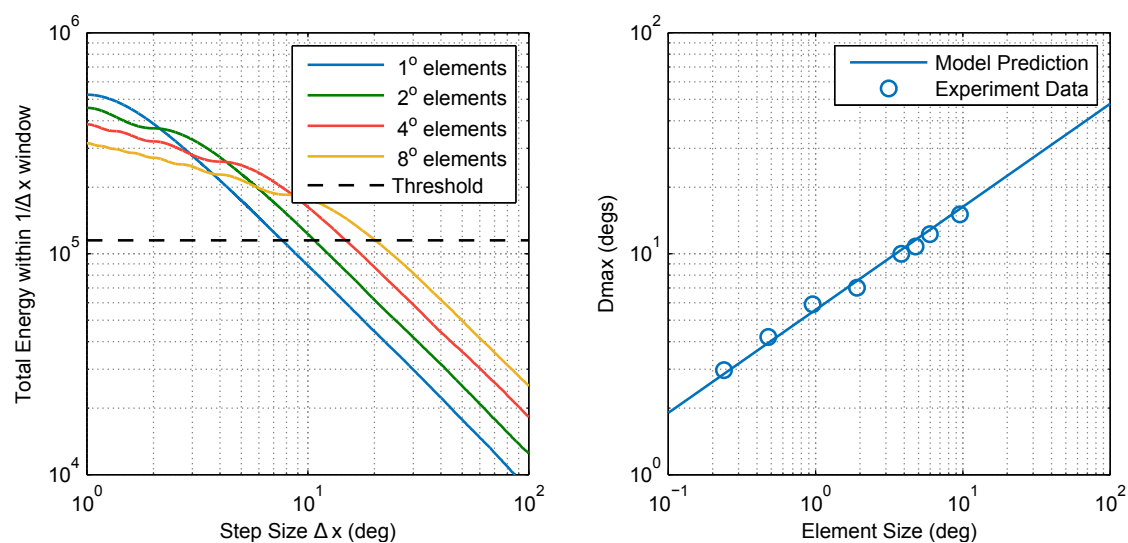 10^6
10^5
10^4
Total Energy within 1/Δx window
1° elements
2° elements
4° elements
8° elements
Threshold
10^0
10^1
10^2
Step Size Δ x (deg)
10^2
10^1
10^0
Dmax (degs)
Model Prediction
Experiment Data
10^−1
10^0
10^1
10^2
Element Size (deg)